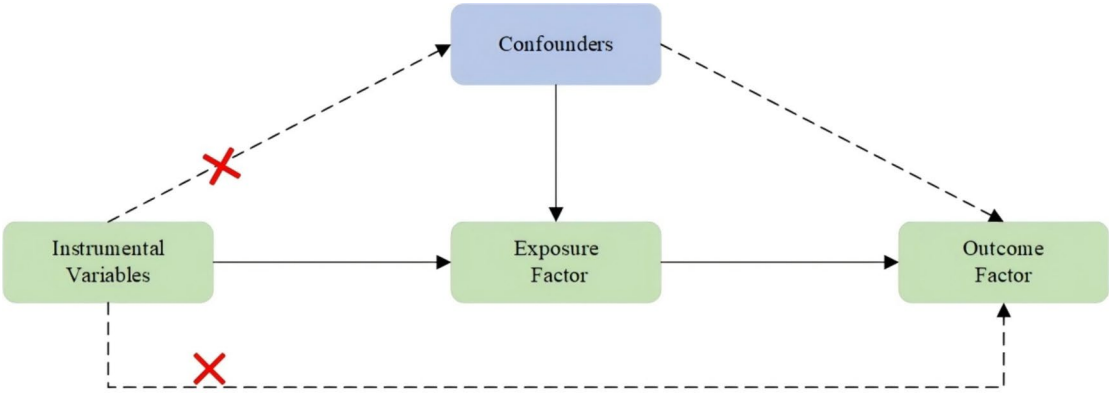 Confounders
Instrumental
Variables
Exposure
Factor
Outcome
Factor